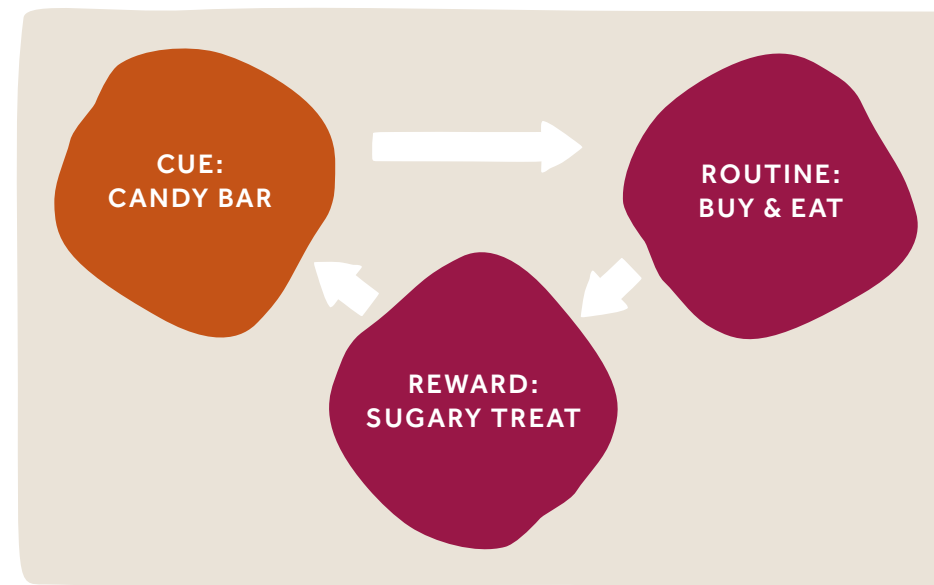 CUE:
CANDY BAR
ROUTINE:
BUY & EAT
REWARD:
SUGARY TREAT